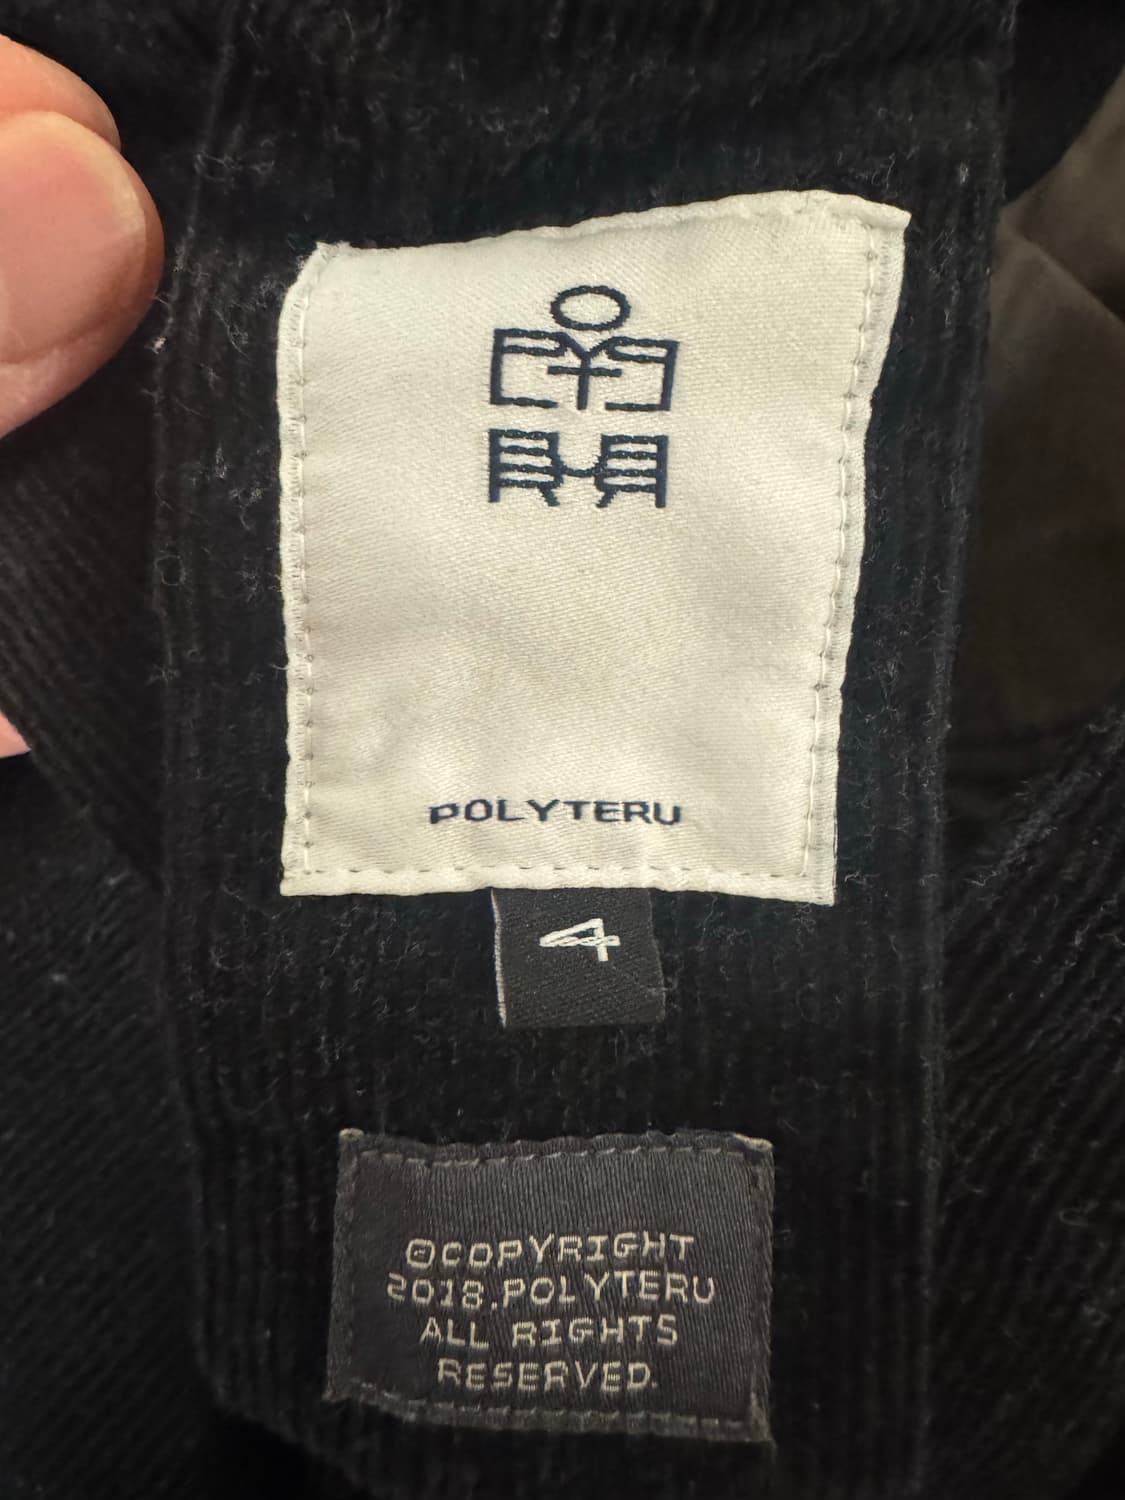 POLYTERU
4
©COPYRIGHT
2018.POLYTERU
ALL RIGHTS
RESERVED.